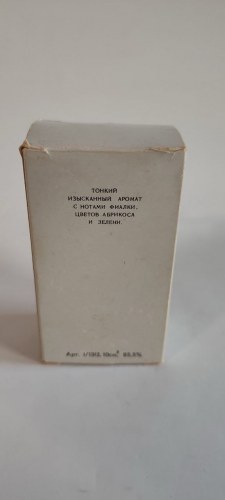 ТОНКИЙ
ИЗЫСКАННЫЙ АРОМАТ
С НОТАМИ ФИАЛКИ,
ЦВЕТОВ АБРИКОСА
И ЗЕЛЕНИ.
Арт.